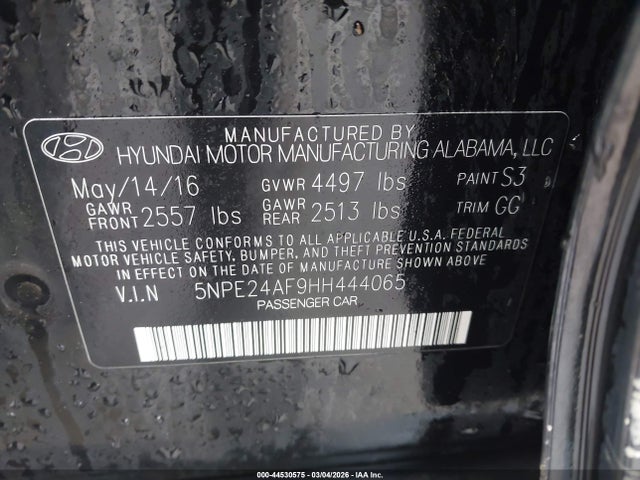 MANUFACTURED BY
HYUNDAI MOTOR MANUFACTURING ALABAMA, LLC
May/14/16 GVWR 4497 lbs PAINT S3
GAWR FRONT 2557 lbs GAWR REAR 2513 lbs TRIM GG
THIS VEHICLE CONFORMS TO ALL APPLICABLE U.S.A. FEDERAL
MOTOR VEHICLE SAFETY, BUMPER, AND THEFT PREVENTION STANDARDS
IN EFFECT ON THE DATE OF MANUFACTURE SHOWN ABOVE.
V.I.N 5NPE24AF9HH444065
PASSENGER CAR
000-44530575 - 03/04/2026 - IAA Inc.